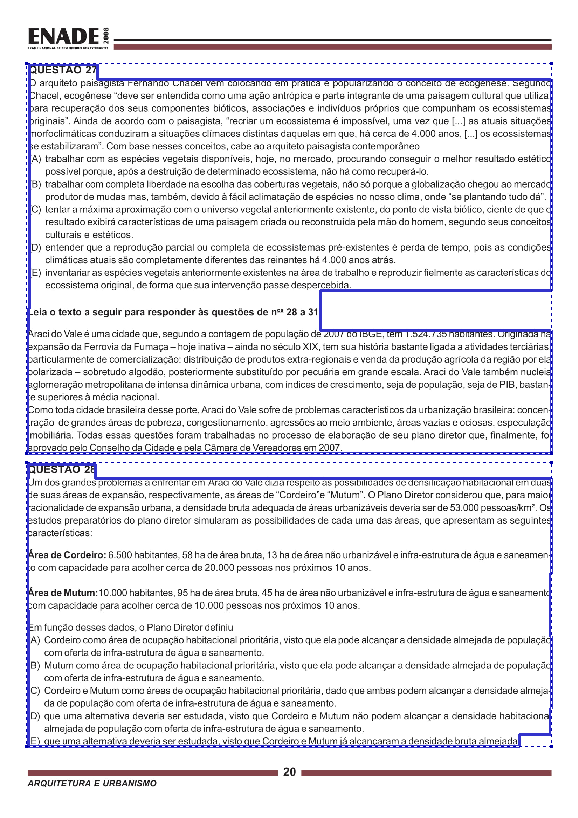 ENADE 2008
EXAME NACIONAL DE DESEMPENHO DOS ESTUDANTES
QUESTÃO 27
O arquiteto paisagista Fernando Chacel vem colocando em prática e popularizando o conceito de ecogênese. Segundo
Chacel, ecogênese "deve ser entendida como uma ação antrópica e parte integrante de uma paisagem cultural que utiliza,
para recuperação dos seus componentes bióticos, associações e indivíduos próprios que compunham os ecossistemas
originais". Ainda de acordo com o paisagista, "recriar um ecossistema é impossível, uma vez que [...] as atuais situações
morfoclimáticas conduziram a situações clímaces distintas daquelas em que, há cerca de 4.000 anos, [...] os ecossistemas
se estabilizaram". Com base nesses conceitos, cabe ao arquiteto paisagista contemporâneo
A) trabalhar com as espécies vegetais disponíveis, hoje, no mercado, procurando conseguir o melhor resultado estético
possível porque, após a destruição de determinado ecossistema, não há como recuperá-lo.
B) trabalhar com completa liberdade na escolha das coberturas vegetais, não só porque a globalização chegou ao mercado
produtor de mudas mas, também, devido à fácil aclimatação de espécies no nosso clima, onde "se plantando tudo dá".
C) tentar a máxima aproximação com o universo vegetal anteriormente existente, do ponto de vista biótico, ciente de que o
resultado exibirá características de uma paisagem criada ou reconstruída pela mão do homem, segundo seus conceitos
culturais e estéticos.
D) entender que a reprodução parcial ou completa de ecossistemas pré-existentes é perda de tempo, pois as condições
climáticas atuais são completamente diferentes das reinantes há 4.000 anos atrás.
E) inventariar as espécies vegetais anteriormente existentes na área de trabalho e reproduzir fielmente as características do
ecossistema original, de forma que sua intervenção passe despercebida.
Leia o texto a seguir para responder às questões de nos 28 a 31
Araci do Vale é uma cidade que, segundo a contagem de população de 2007 do IBGE, tem 1.524.735 habitantes. Originada na
expansão da Ferrovia da Fumaça – hoje inativa – ainda no século XIX, tem sua história bastante ligada a atividades terciárias,
particularmente de comercialização: distribuição de produtos extra-regionais e venda da produção agrícola da região por ela
polarizada – sobretudo algodão, posteriormente substituído por pecuária em grande escala. Araci do Vale também nucleia
aglomeração metropolitana de intensa dinâmica urbana, com índices de crescimento, seja de população, seja de PIB, bastan-
te superiores à média nacional.
Como toda cidade brasileira desse porte, Araci do Vale sofre de problemas característicos da urbanização brasileira: concen-
tração de grandes áreas de pobreza, congestionamento, agressões ao meio ambiente, áreas vazias e ociosas, especulação
imobiliária. Todas essas questões foram trabalhadas no processo de elaboração de seu plano diretor que, finalmente, foi
aprovado pelo Conselho da Cidade e pela Câmara de Vereadores em 2007.
QUESTÃO 28
Um dos grandes problemas a enfrentar em Araci do Vale dizia respeito às possibilidades de densificação habitacional em duas
de suas áreas de expansão, respectivamente, as áreas de "Cordeiro"e "Mutum". O Plano Diretor considerou que, para maior
racionalidade de expansão urbana, a densidade bruta adequada de áreas urbanizáveis deveria ser de 53.000 pessoas/km². Os
estudos preparatórios do plano diretor simularam as possibilidades de cada uma das áreas, que apresentam as seguintes
características:
Área de Cordeiro: 6.500 habitantes, 58 ha de área bruta, 13 ha de área não urbanizável e infra-estrutura de água e saneamen-
to com capacidade para acolher cerca de 20.000 pessoas nos próximos 10 anos.
Área de Mutum:10.000 habitantes, 95 ha de área bruta, 45 ha de área não urbanizável e infra-estrutura de água e saneamento
com capacidade para acolher cerca de 10.000 pessoas nos próximos 10 anos.
Em função desses dados, o Plano Diretor definiu
A) Cordeiro como área de ocupação habitacional prioritária, visto que ela pode alcançar a densidade almejada de população
com oferta de infra-estrutura de água e saneamento.
B) Mutum como área de ocupação habitacional prioritária, visto que ela pode alcançar a densidade almejada de população
com oferta de infra-estrutura de água e saneamento.
C) Cordeiro e Mutum como áreas de ocupação habitacional prioritária, dado que ambas podem alcançar a densidade almeja-
da de população com oferta de infra-estrutura de água e saneamento.
D) que uma alternativa deveria ser estudada, visto que Cordeiro e Mutum não podem alcançar a densidade habitacional
almejada de população com oferta de infra-estrutura de água e saneamento.
E) que uma alternativa deveria ser estudada, visto que Cordeiro e Mutum já alcançaram a densidade bruta almejada.
20
ARQUITETURA E URBANISMO